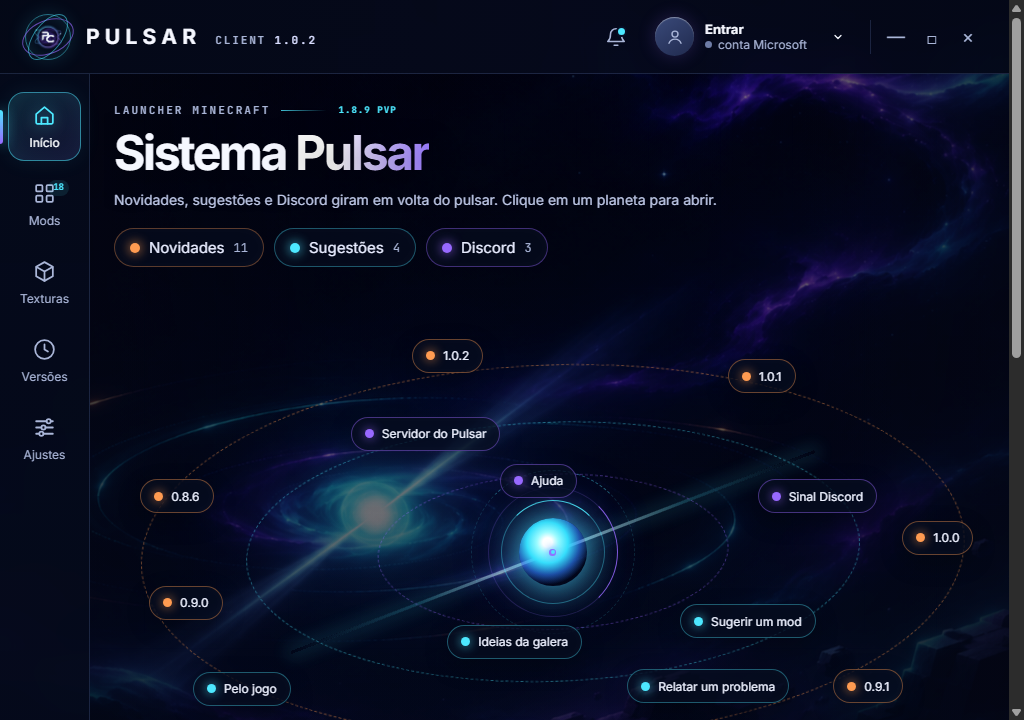 PULSAR CLIENT 1.0.2
Entrar
conta Microsoft
Início
18
Mods
Texturas
Versões
Ajustes
LAUNCHER MINECRAFT 1.8.9 PVP
Sistema Pulsar
Novidades, sugestões e Discord giram em volta do pulsar. Clique em um planeta para abrir.
Novidades 11 Sugestões 4 Discord 3
1.0.2
1.0.1
Servidor do Pulsar
Ajuda
0.8.6
Sinal Discord
1.0.0
0.9.0
Sugerir um mod
Ideias da galera
Pelo jogo
Relatar um problema
0.9.1